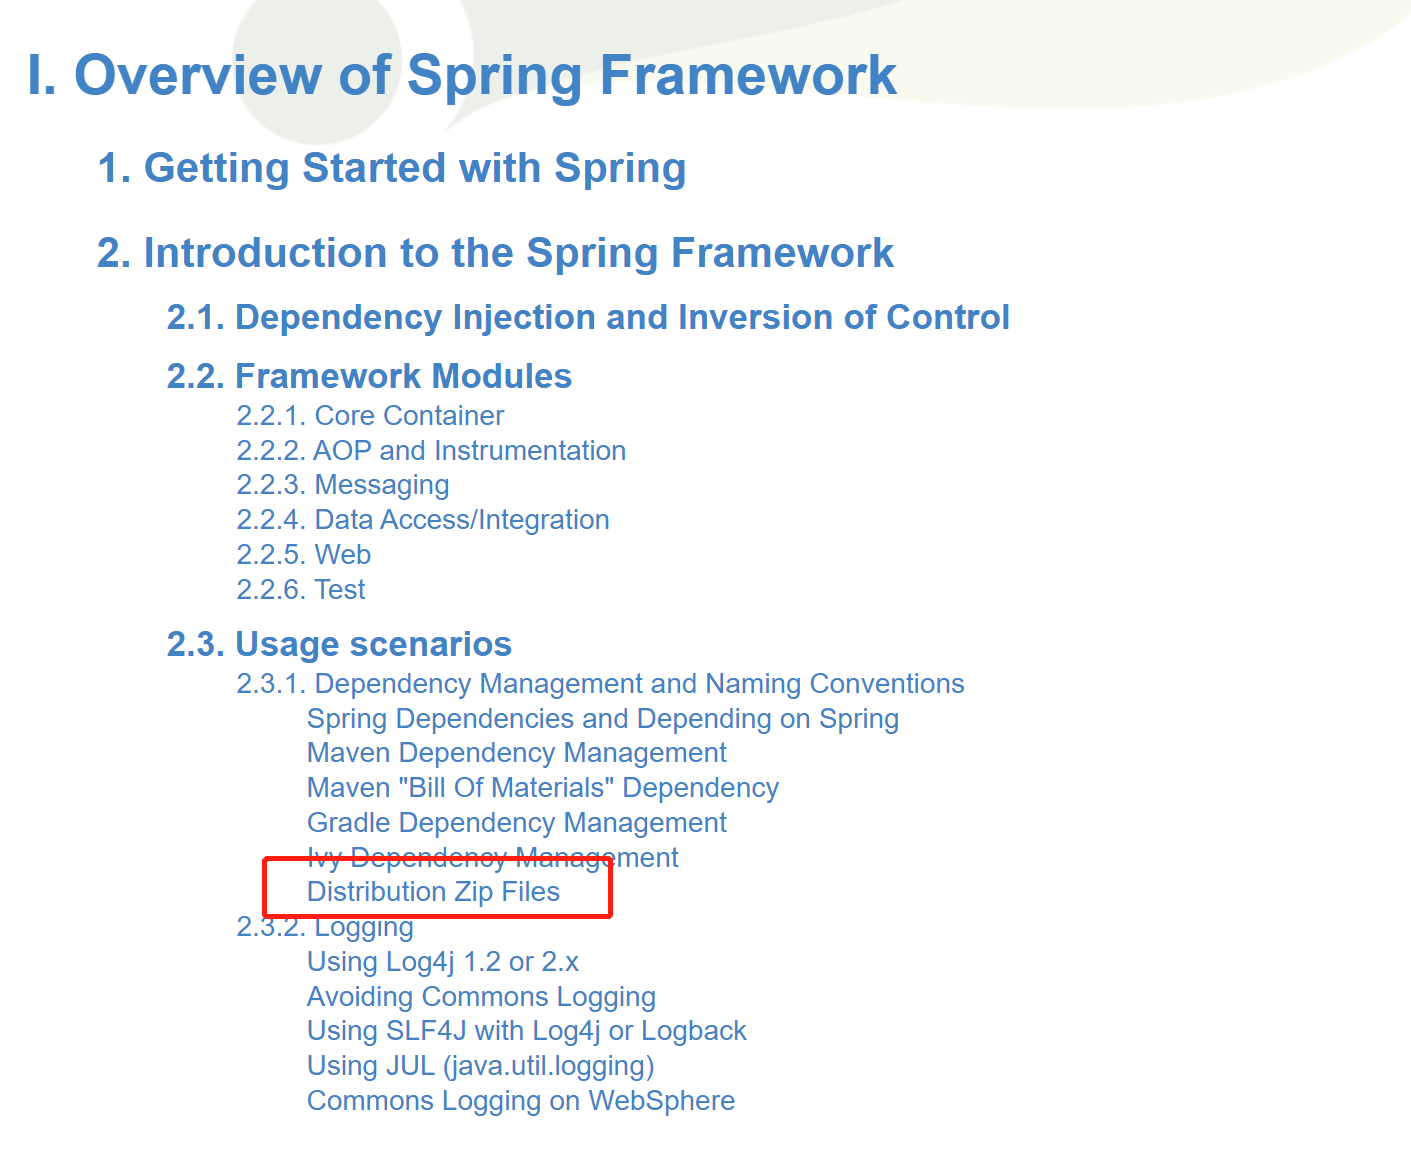 I. Overview of Spring Framework
1. Getting Started with Spring
2. Introduction to the Spring Framework
2.1. Dependency Injection and Inversion of Control
2.2. Framework Modules
2.2.1. Core Container
2.2.2. AOP and Instrumentation
2.2.3. Messaging
2.2.4. Data Access/Integration
2.2.5. Web
2.2.6. Test
2.3. Usage scenarios
2.3.1. Dependency Management and Naming Conventions
Spring Dependencies and Depending on Spring
Maven Dependency Management
Maven "Bill Of Materials" Dependency
Gradle Dependency Management
Ivy Dependency Management
Distribution Zip Files
2.3.2. Logging
Using Log4j 1.2 or 2.x
Avoiding Commons Logging
Using SLF4J with Log4j or Logback
Using JUL (java.util.logging)
Commons Logging on WebSphere